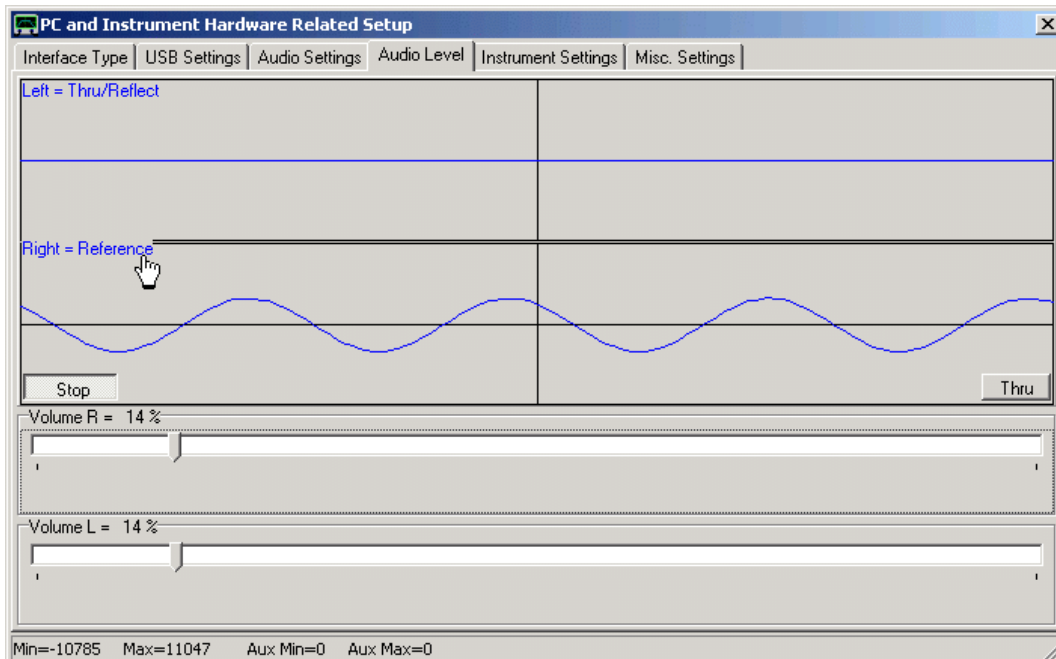 PC and Instrument Hardware Related Setup
Interface Type USB Settings Audio Settings Audio Level Instrument Settings Misc. Settings
Left = Thru/Reflect
Right = Reference
Stop Thru
Volume R = 14 %
Volume L = 14 %
Min=-10785 Max=11047 Aux Min=0 Aux Max=0